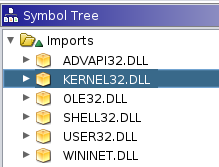 Symbol Tree
Imports
ADVAPI32.DLL
KERNEL32.DLL
OLE32.DLL
SHELL32.DLL
USER32.DLL
WININET.DLL